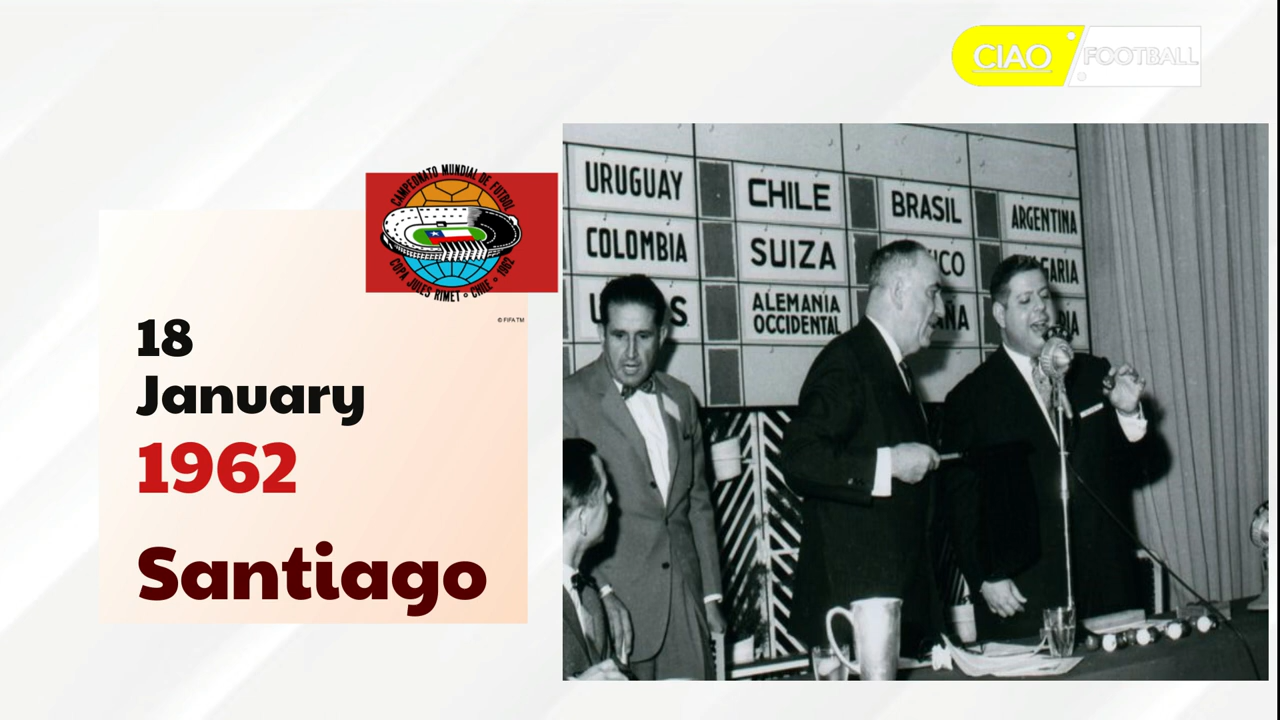 CIAO FOOTBALL
CAMPEONATO MUNDIAL DE FUTBOL
COPA JULES RIMET • CHILE • 1962
© FIFA TM
18
January
1962
Santiago
URUGUAY
CHILE
BRASIL
ARGENTINA
COLOMBIA
SUIZA
ALEMANIA
OCCIDENTAL